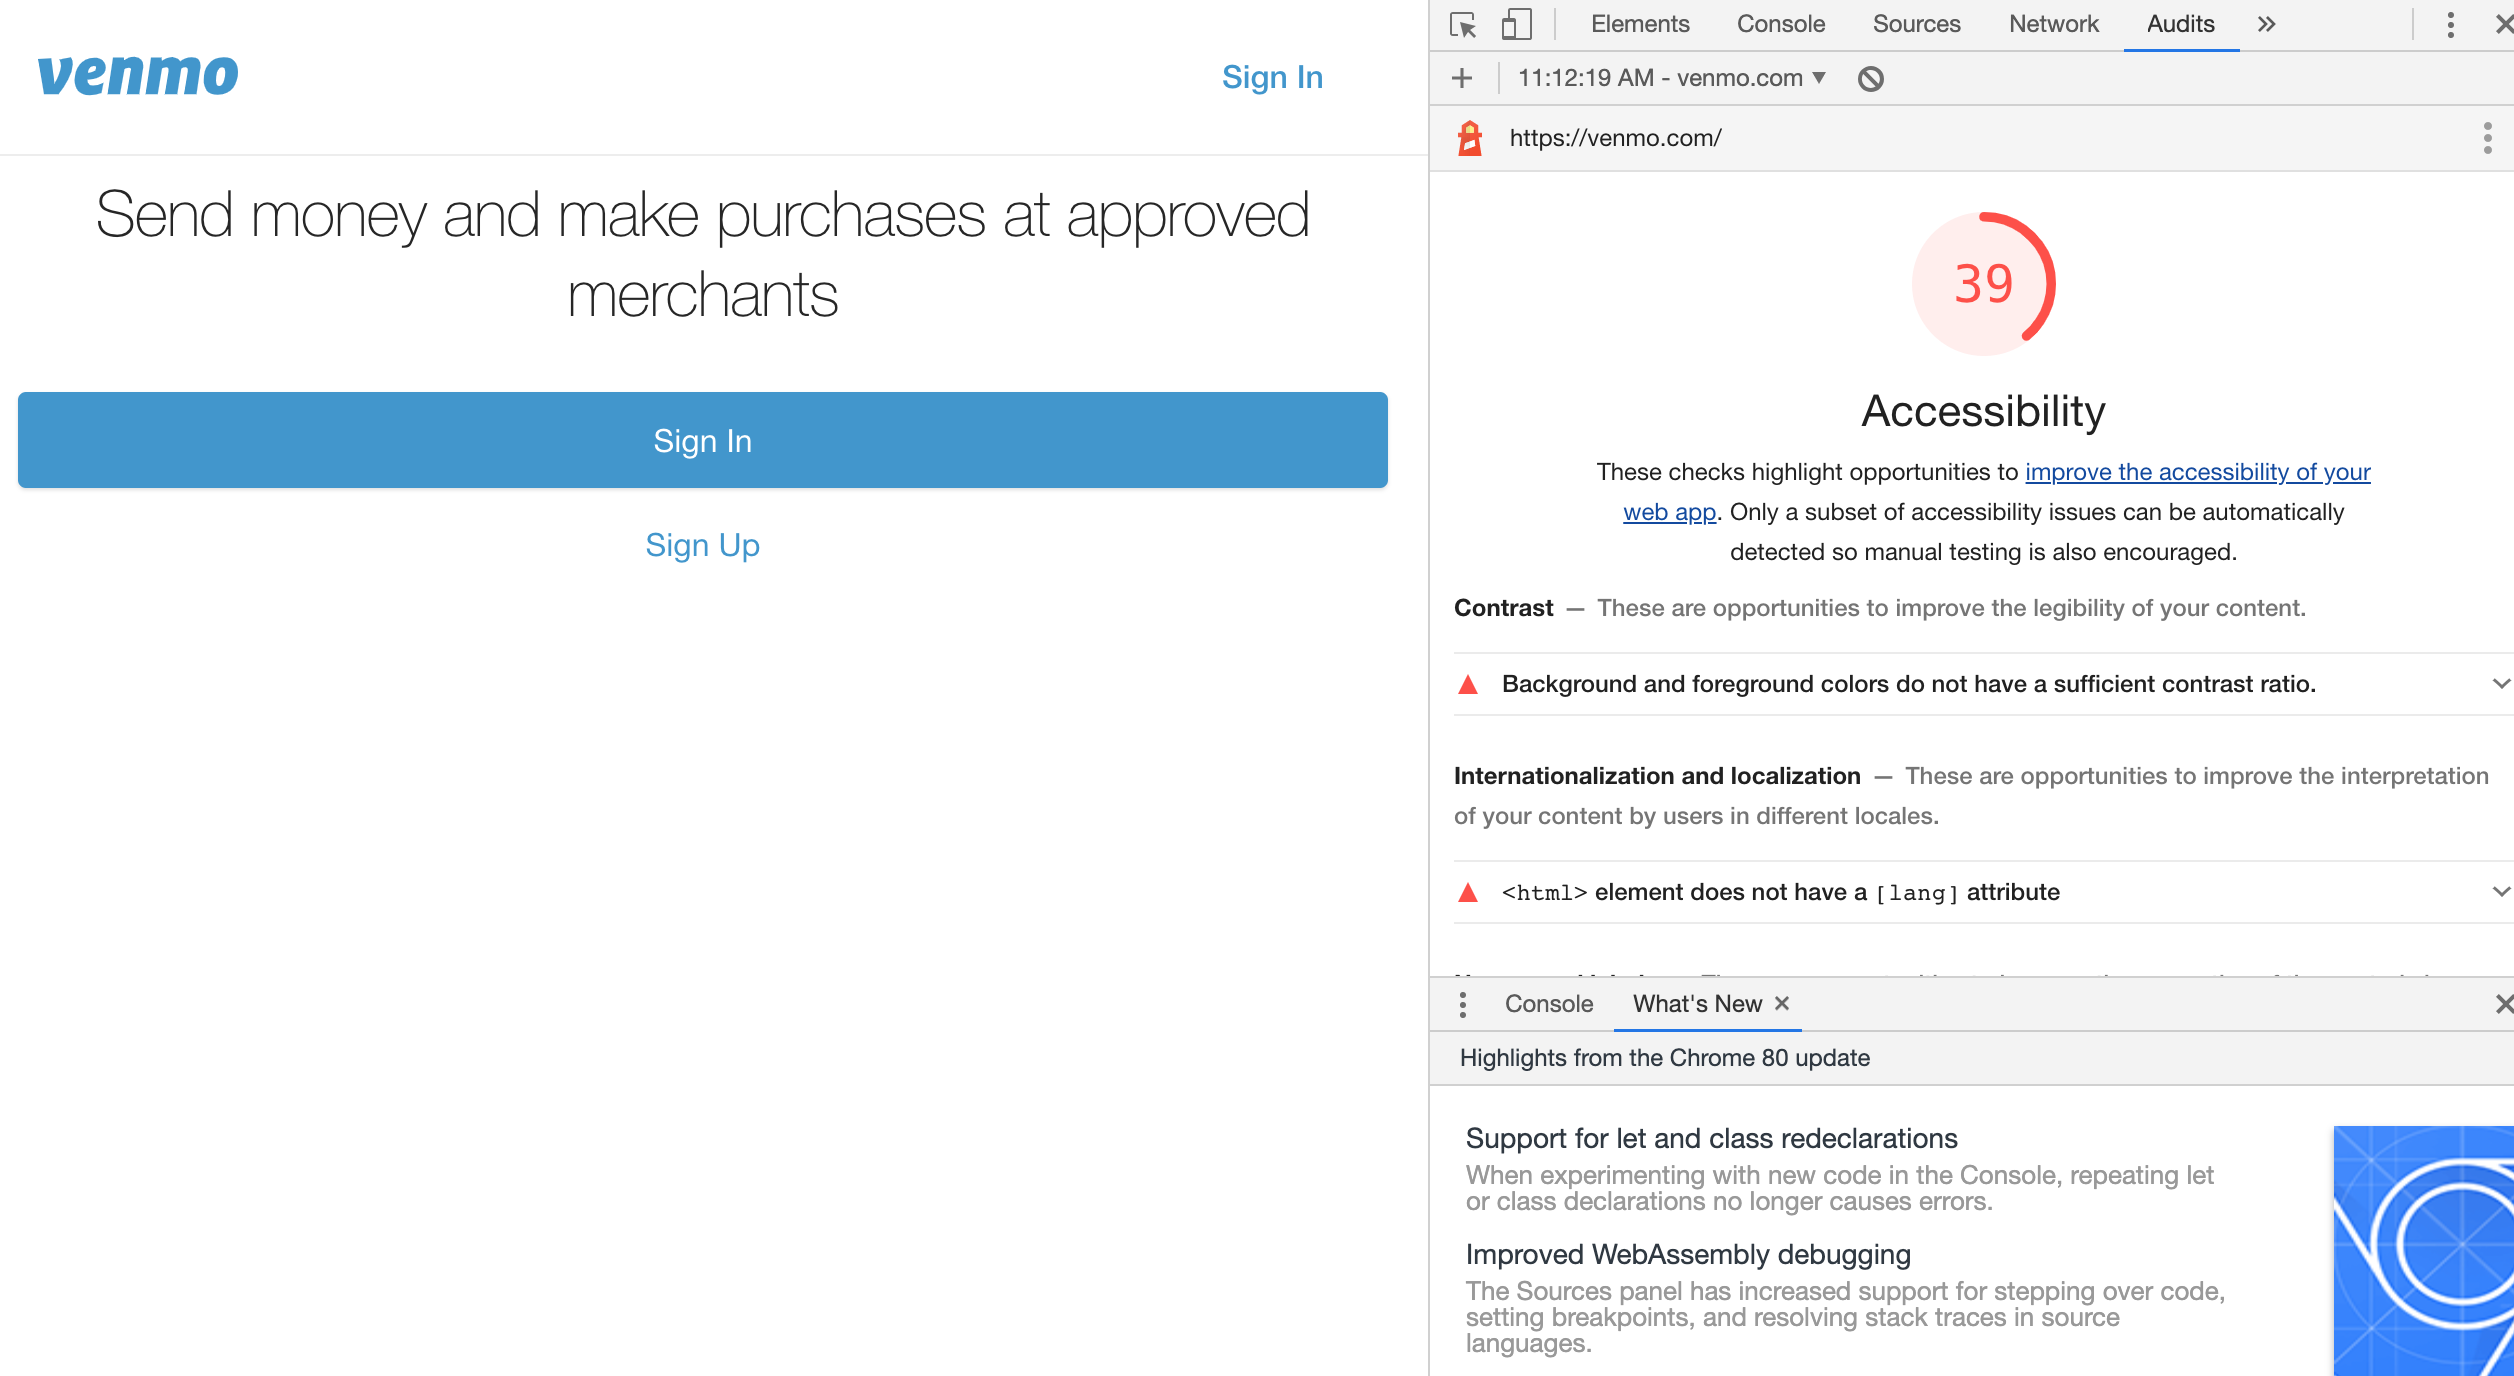 venmo
Sign In
Send money and make purchases at approved
merchants
Sign In
Sign Up
Elements Console Sources Network Audits »
11:12:19 AM - venmo.com ▼
https://venmo.com/
39
Accessibility
These checks highlight opportunities to improve the accessibility of your
web app. Only a subset of accessibility issues can be automatically
detected so manual testing is also encouraged.
Contrast — These are opportunities to improve the legibility of your content.
Background and foreground colors do not have a sufficient contrast ratio.
Internationalization and localization — These are opportunities to improve the interpretation
of your content by users in different locales.
<html> element does not have a [lang] attribute
Console What's New ×
Highlights from the Chrome 80 update
Support for let and class redeclarations
When experimenting with new code in the Console, repeating let
or class declarations no longer causes errors.
Improved WebAssembly debugging
The Sources panel has increased support for stepping over code,
setting breakpoints, and resolving stack traces in source
languages.